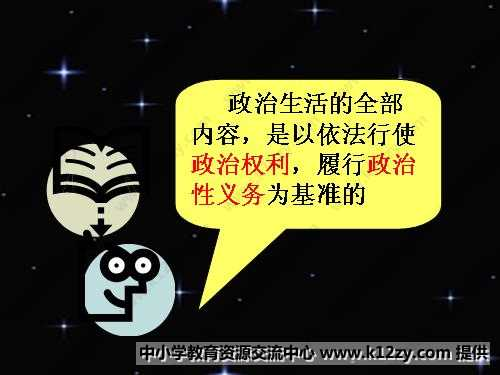 政治生活的全部
内容，是以依法行使
政治权利，履行政治
性义务为基准的
中小学教育资源交流中心 www.k12zy.com 提供